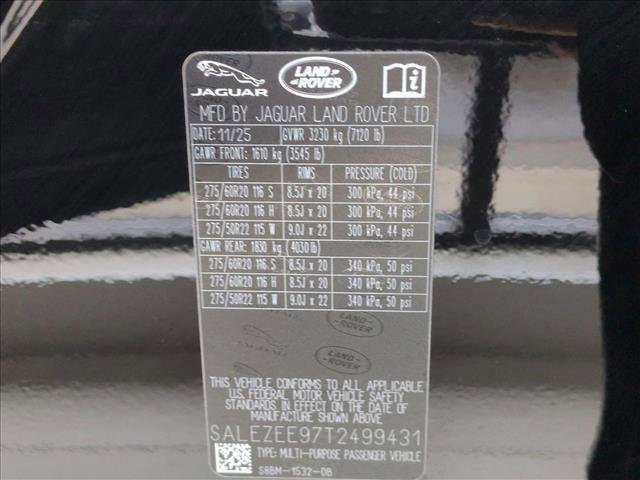 JAGUAR
LAND ROVER
MFD BY JAGUAR LAND ROVER LTD
DATE: 11/25 GVWR 3230 kg (7120 lb)
GAWR FRONT: 1610 kg (3545 lb)
TIRES RIMS PRESSURE (COLD)
275/60R20 116 S 8.5J x 20 300 kPa, 44 psi
275/60R20 116 H 8.5J x 20 300 kPa, 44 psi
275/50R22 115 W 9.0J x 22 300 kPa, 44 psi
GAWR REAR: 1830 kg (4030lb)
275/60R20 116 S 8.5J x 20 340 kPa, 50 psi
275/60R20 116 H 8.5J x 20 340 kPa, 50 psi
275/50R22 115 W 9.0J x 22 340 kPa, 50 psi
LAND ROVER
JAGUAR
THIS VEHICLE CONFORMS TO ALL APPLICABLE
U.S. FEDERAL MOTOR VEHICLE SAFETY
STANDARDS IN EFFECT ON THE DATE OF
MANUFACTURE SHOWN ABOVE
SALEZEE97T2499431
TYPE: MULTI-PURPOSE PASSENGER VEHICLE
S8BM-1532-DB